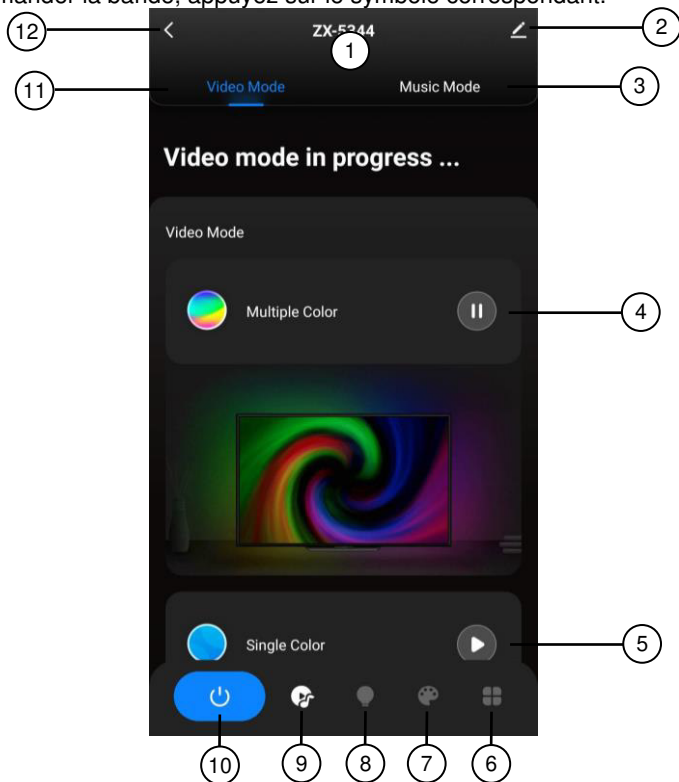 mander la bande, appuyez sur le symbole correspondant.
12
ZX-5344
2
1
11
Video Mode
Music Mode
3
Video mode in progress ...
Video Mode
Multiple Color
4
Single Color
5
10
9
8
7
6